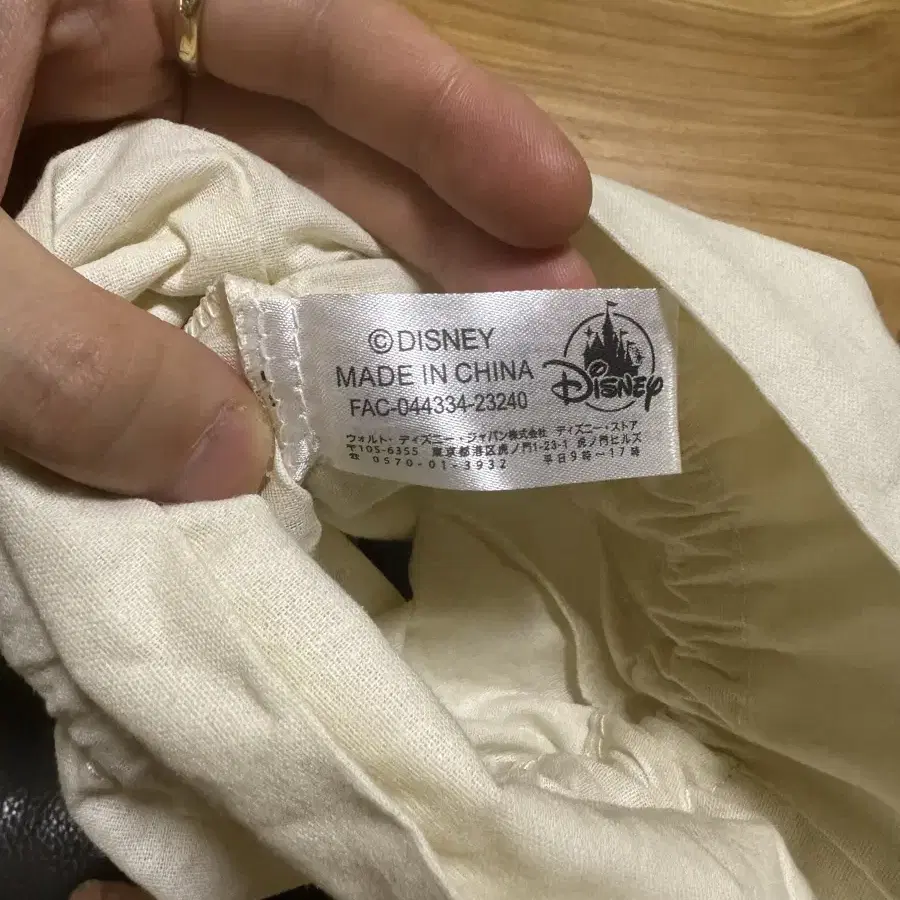 ©DISNEY
MADE IN CHINA
FAC-044334-23240
Disney
ウォルト・ディズニー・ジャパン株式会社 ディズニー・ストア
〒105-6355 東京都港区虎ノ門1-23-1 虎ノ門ヒルズ
☎ 0570-01-3932 平日9時～17時